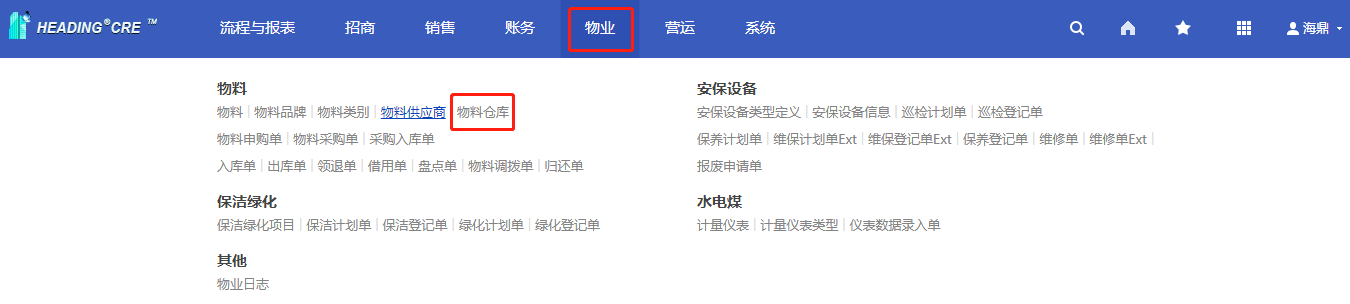 HEADING®CRE ™ 流程与报表 招商 销售 账务 物业 营运 系统 海鼎
物料
物料 | 物料品牌 | 物料类别 | 物料供应商 | 物料仓库
物料申购单 | 物料采购单 | 采购入库单
入库单 | 出库单 | 领退单 | 借用单 | 盘点单 | 物料调拨单 | 归还单
安保设备
安保设备类型定义 | 安保设备信息 | 巡检计划单 | 巡检登记单
保养计划单 | 维保计划单Ext | 维保登记单Ext | 保养登记单 | 维修单 | 维修单Ext |
报废申请单
保洁绿化
保洁绿化项目 | 保洁计划单 | 保洁登记单 | 绿化计划单 | 绿化登记单
水电煤
计量仪表 | 计量仪表类型 | 仪表数据录入单
其他
物业日志